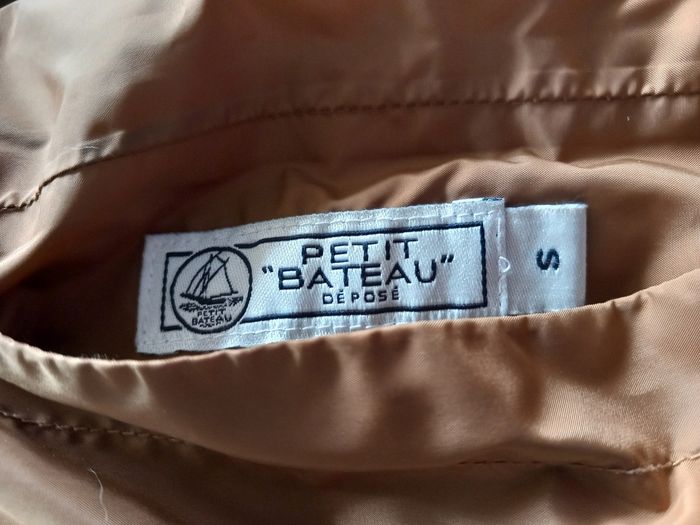 PETIT
"BATEAU"
DÉPOSÉ
PETIT
BATEAU
S